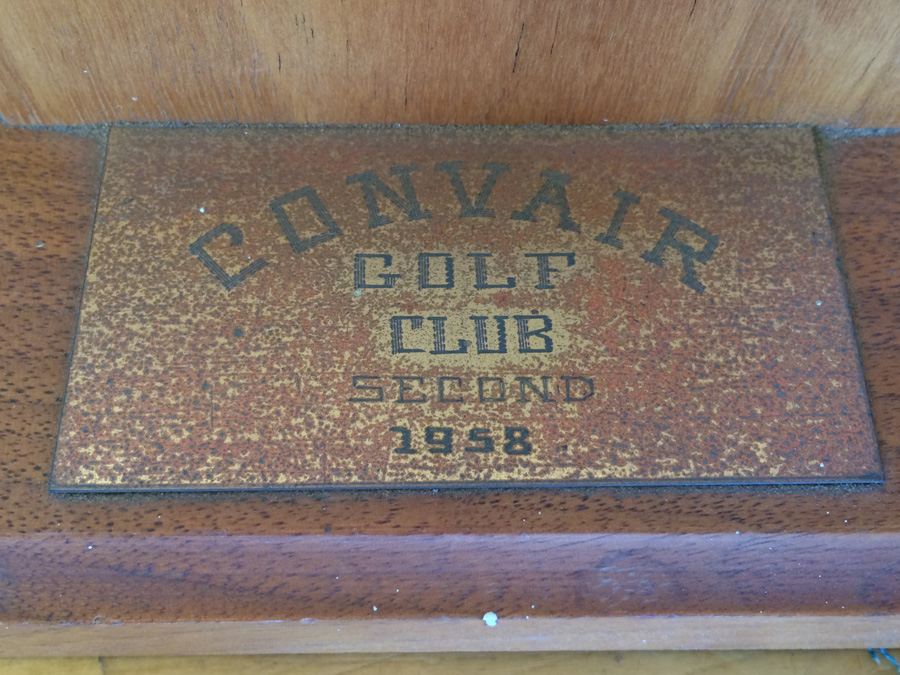 CONVAIR
GOLF
CLUB
SECOND
1958